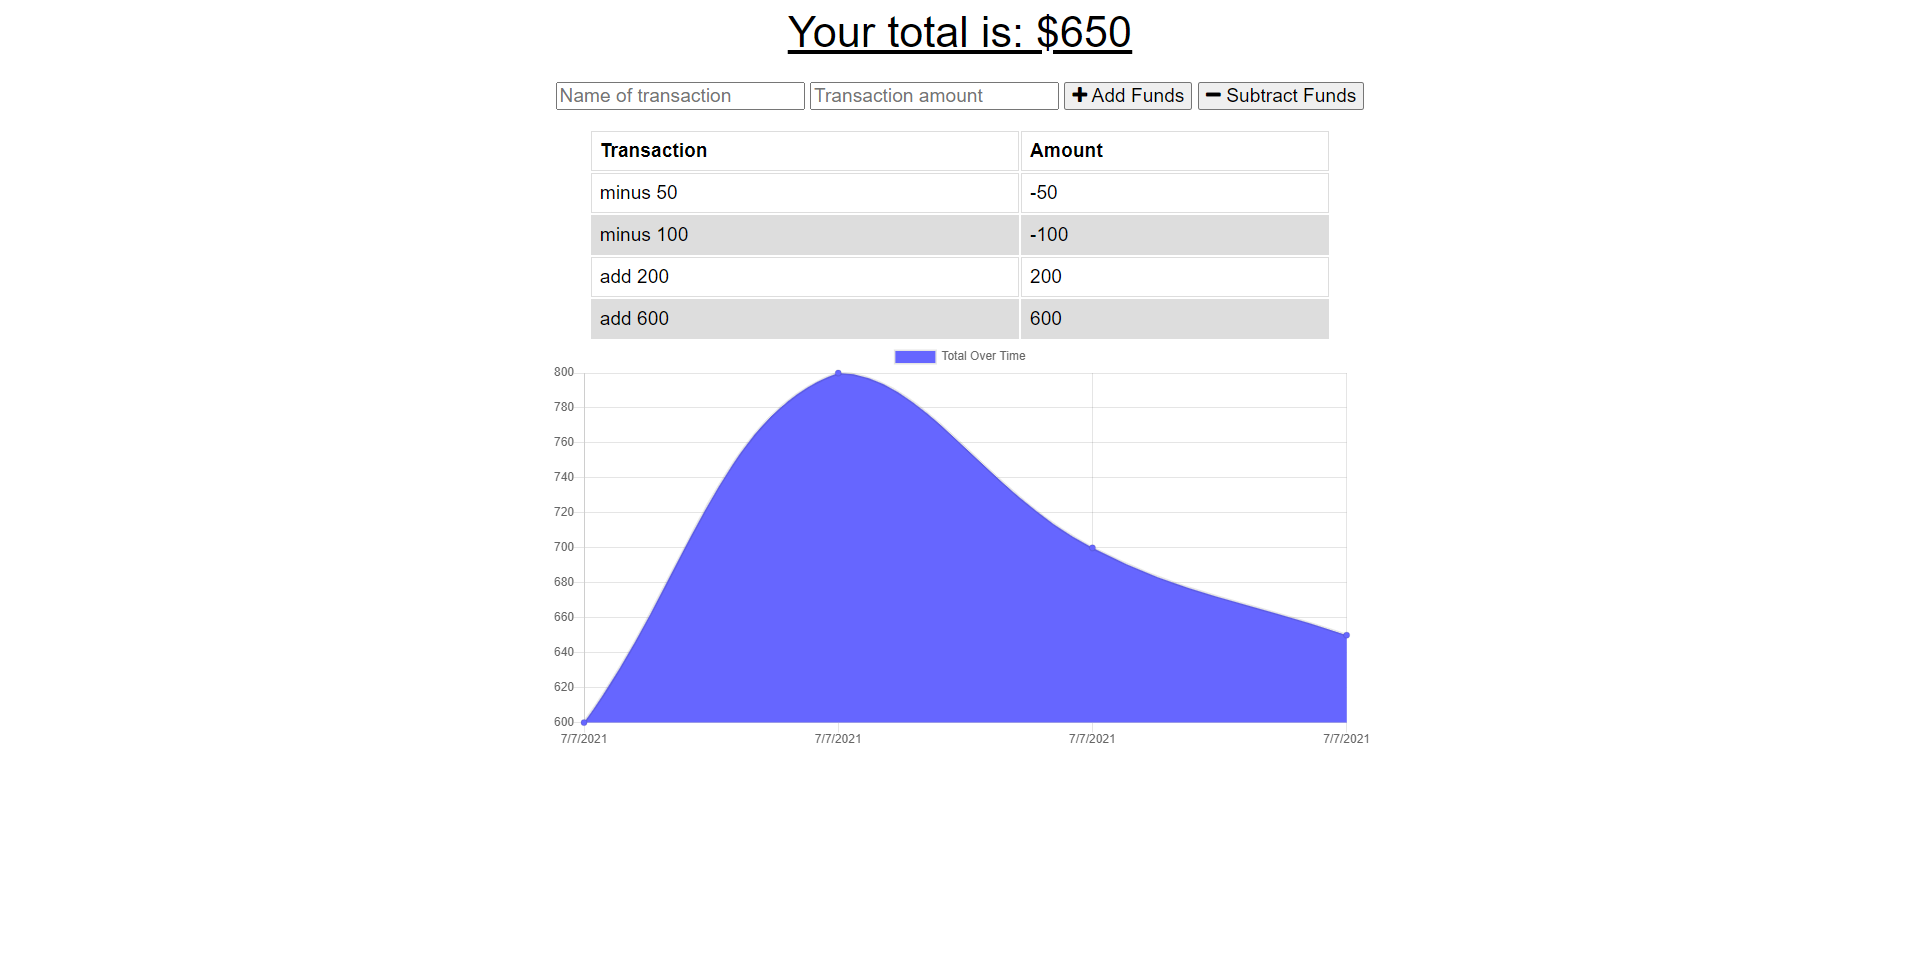 Your total is: $650
Name of transaction Transaction amount Add Funds Subtract Funds
Transaction Amount
minus 50 -50
minus 100 -100
add 200 200
add 600 600
Total Over Time
800
780
760
740
720
700
680
660
640
620
600
7/7/2021 7/7/2021 7/7/2021 7/7/2021